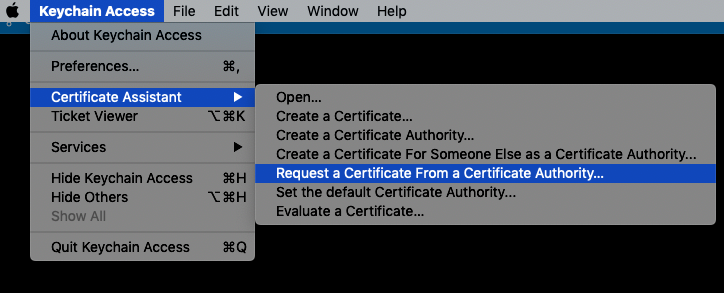 Keychain Access File Edit View Window Help
About Keychain Access
Preferences... ⌘,
Certificate Assistant ▶
Ticket Viewer ⌥⌘K
Services ▶
Hide Keychain Access ⌘H
Hide Others ⌥⌘H
Show All
Quit Keychain Access ⌘Q
Open...
Create a Certificate...
Create a Certificate Authority...
Create a Certificate For Someone Else as a Certificate Authority...
Request a Certificate From a Certificate Authority...
Set the default Certificate Authority...
Evaluate a Certificate...